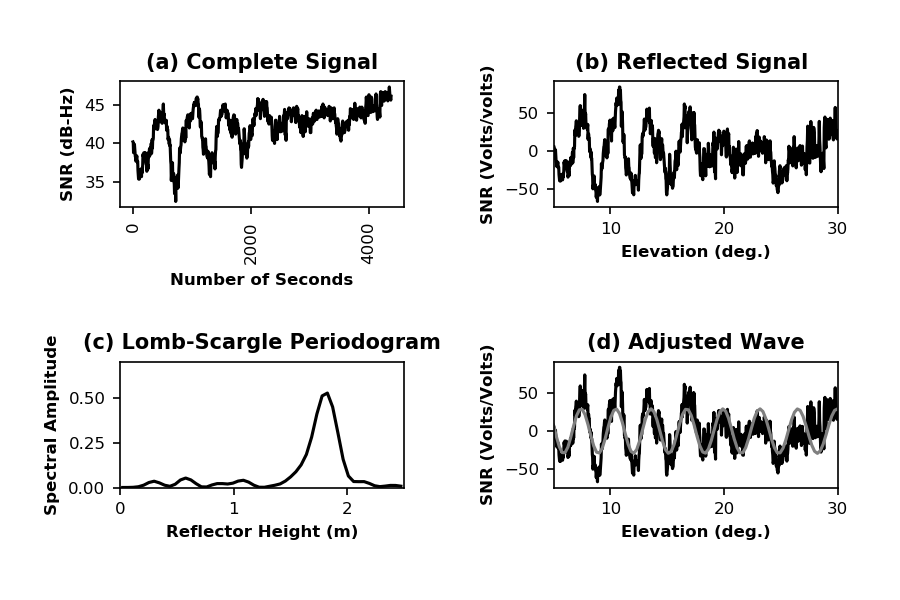 (a) Complete Signal
SNR (dB-Hz)
45
40
35
0
2000
4000
Number of Seconds
(b) Reflected Signal
SNR (Volts/volts)
50
0
−50
10
20
30
Elevation (deg.)
(c) Lomb-Scargle Periodogram
Spectral Amplitude
0.50
0.25
0.00
0
1
2
Reflector Height (m)
(d) Adjusted Wave
SNR (Volts/Volts)
50
0
−50
10
20
30
Elevation (deg.)